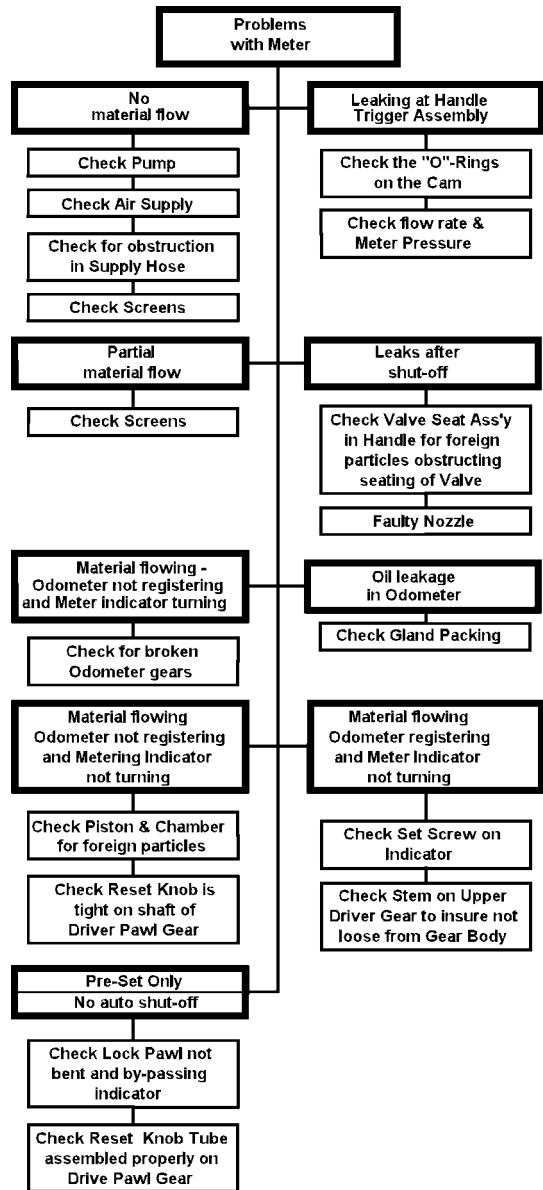 Problems
with Meter
No
material flow
Check Pump
Check Air Supply
Check for obstruction
in Supply Hose
Check Screens
Leaking at Handle
Trigger Assembly
Check the "O"-Rings
on the Cam
Check flow rate &
Meter Pressure
Partial
material flow
Check Screens
Leaks after
shut-off
Check Valve Seat Ass'y
in Handle for foreign
particles obstructing
seating of Valve
Faulty Nozzle
Material flowing -
Odometer not registering
and Meter indicator turning
Check for broken
Odometer gears
Oil leakage
in Odometer
Check Gland Packing
Material flowing
Odometer not registering
and Metering Indicator
not turning
Check Piston & Chamber
for foreign particles
Check Reset Knob is
tight on shaft of
Driver Pawl Gear
Material flowing
Odometer registering
and Meter Indicator
not turning
Check Set Screw on
Indicator
Check Stem on Upper
Driver Gear to insure not
loose from Gear Body
Pre-Set Only
No auto shut-off
Check Lock Pawl not
bent and by-passing
indicator
Check Reset Knob Tube
assembled properly on
Drive Pawl Gear